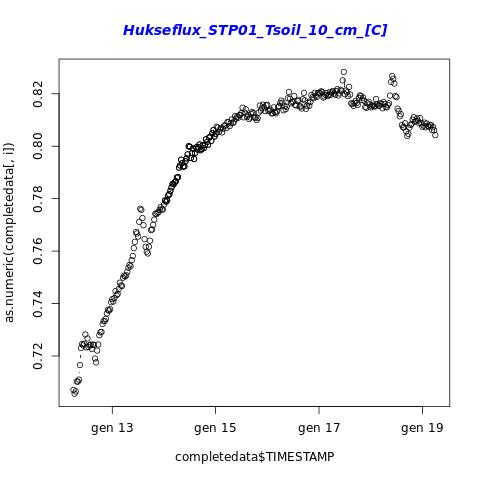 Hukseflux_STP01_Tsoil_10_cm_[C]
as.numeric(completedata[, i])
0.82
0.80
0.78
0.76
0.74
0.72
gen 13
gen 15
gen 17
gen 19
completedata$TIMESTAMP